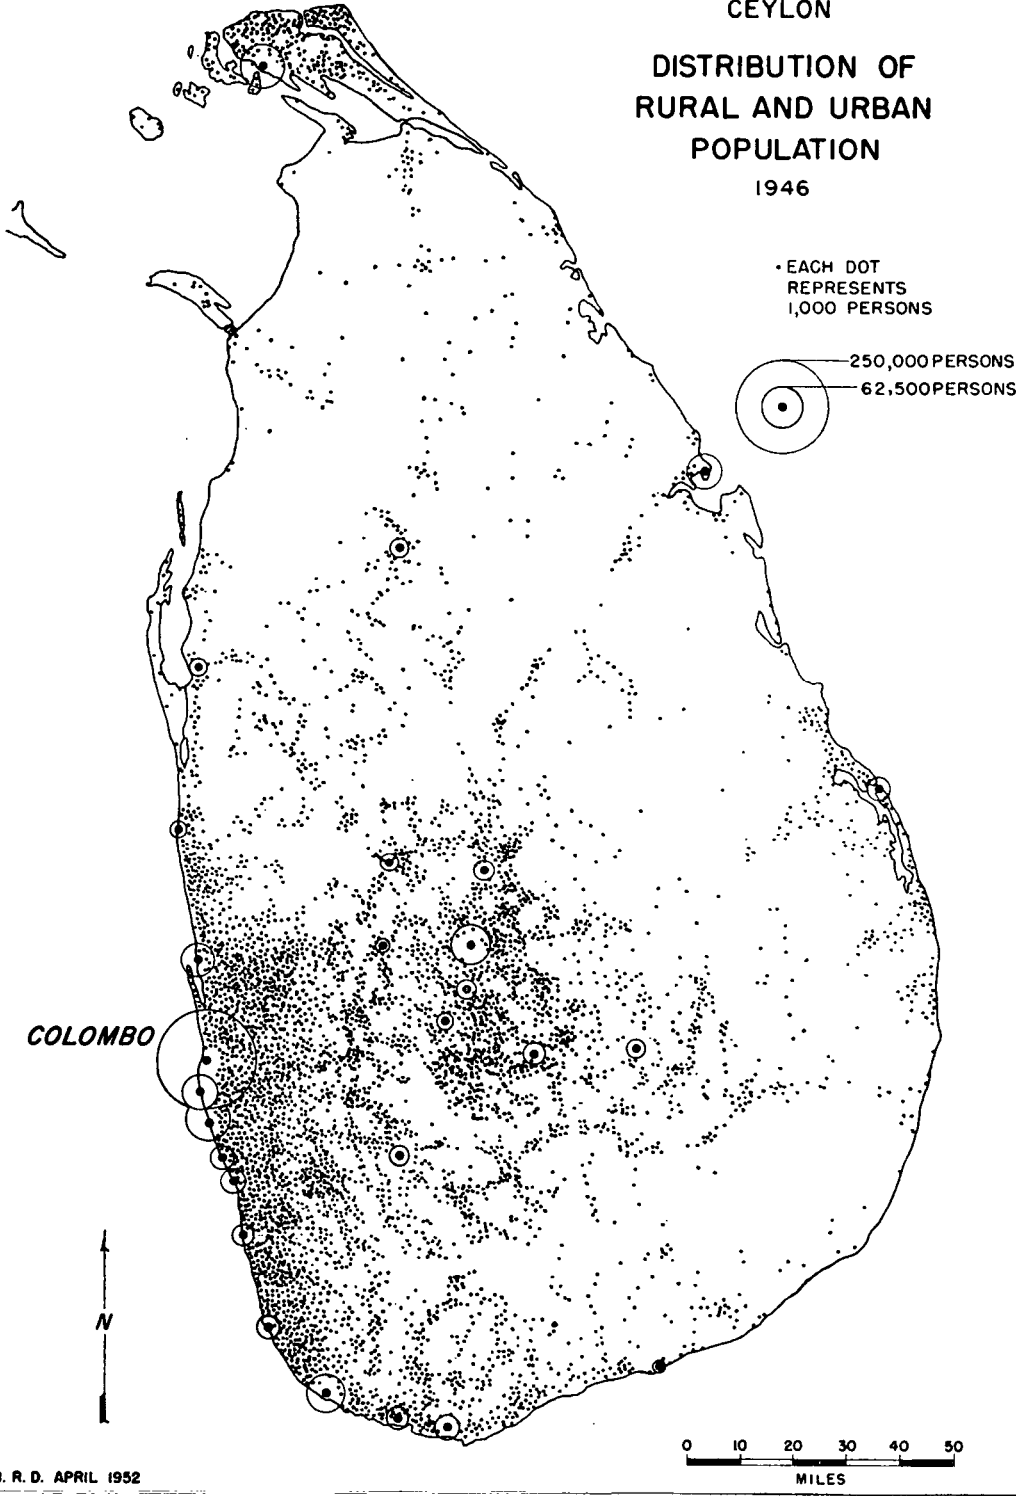 CEYLON
DISTRIBUTION OF
RURAL AND URBAN
POPULATION
1946
EACH DOT
REPRESENTS
1,000 PERSONS
250,000 PERSONS
62,500 PERSONS
COLOMBO
N
0 10 20 30 40 50
MILES
R. D. APRIL 1952